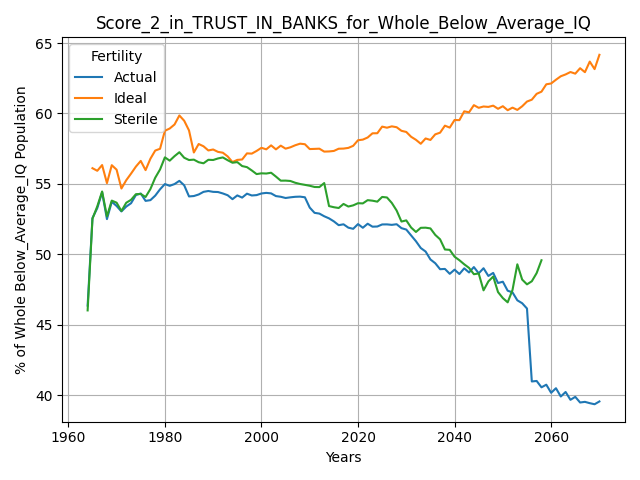 Score_2_in_TRUST_IN_BANKS_for_Whole_Below_Average_IQ
% of Whole Below_Average_IQ Population
65
60
55
50
45
40
Fertility
Actual
Ideal
Sterile
1960
1980
2000
2020
2040
2060
Years